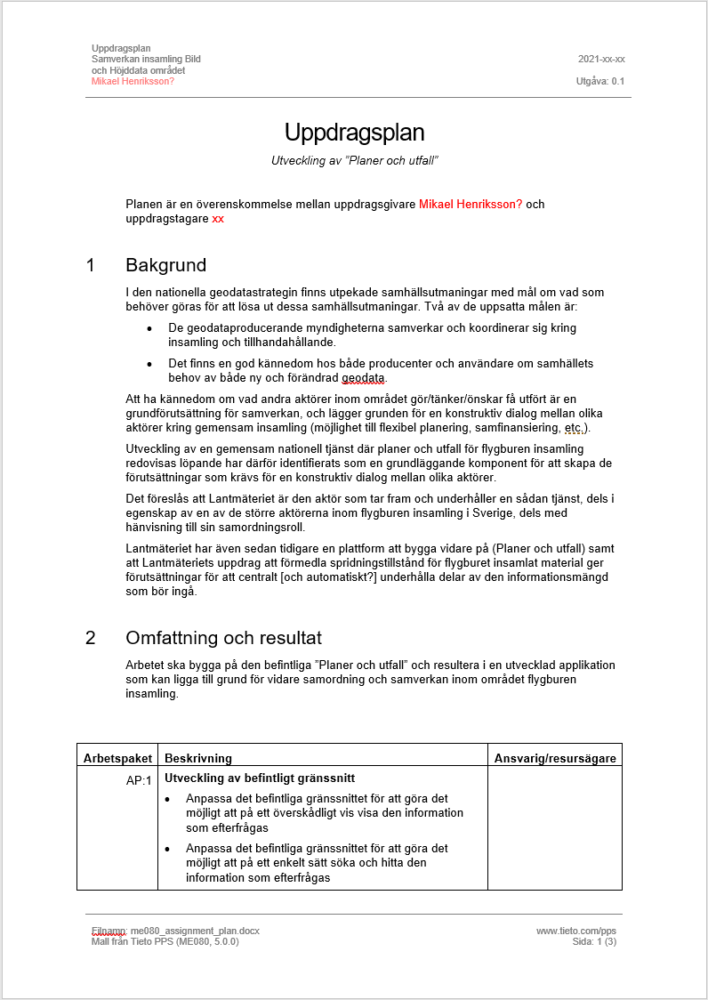 Uppdragsplan
Samverkan insamling Bild
och Höjddata området
Mikael Henriksson?
2021-xx-xx
Utgåva: 0.1
Uppdragsplan
Utveckling av ”Planer och utfall”
Planen är en överenskommelse mellan uppdragsgivare Mikael Henriksson? och
uppdragstagare xx
1 Bakgrund
I den nationella geodatastrategin finns utpekade samhällsutmaningar med mål om vad som
behöver göras för att lösa ut dessa samhällsutmaningar. Två av de uppsatta målen är:
• De geodataproducerande myndigheterna samverkar och koordinerar sig kring
insamling och tillhandahållande.
• Det finns en god kännedom hos både producenter och användare om samhällets
behov av både ny och förändrad geodata.
Att ha kännedom om vad andra aktörer inom området gör/tänker/önskar få utfört är en
grundförutsättning för samverkan, och lägger grunden för en konstruktiv dialog mellan olika
aktörer kring gemensam insamling (möjlighet till flexibel planering, samfinansiering, etc.).
Utveckling av en gemensam nationell tjänst där planer och utfall för flygburen insamling
redovisas löpande har därför identifierats som en grundläggande komponent för att skapa de
förutsättningar som krävs för en konstruktiv dialog mellan olika aktörer.
Det föreslås att Lantmäteriet är den aktör som tar fram och underhåller en sådan tjänst, dels i
egenskap av en av de större aktörerna inom flygburen insamling i Sverige, dels med
hänvisning till sin samordningsroll.
Lantmäteriet har även sedan tidigare en plattform att bygga vidare på (Planer och utfall) samt
att Lantmäteriets uppdrag att förmedla spridningstillstånd för flygburet insamlat material ger
förutsättningar för att centralt [och automatiskt?] underhålla delar av den informationsmängd
som bör ingå.
2 Omfattning och resultat
Arbetet ska bygga på den befintliga ”Planer och utfall” och resultera i en utvecklad applikation
som kan ligga till grund för vidare samordning och samverkan inom området flygburen
insamling.
Arbetspaket Beskrivning Ansvarig/resursägare
AP:1 Utveckling av befintligt gränssnitt
• Anpassa det befintliga gränssnittet för att göra det
möjligt att på ett överskådligt vis visa den information
som efterfrågas
• Anpassa det befintliga gränssnittet för att göra det
möjligt att på ett enkelt sätt söka och hitta den
information som efterfrågas
Filnamn: me080_assignment_plan.docx
Mall från Tieto PPS (ME080, 5.0.0)
www.tieto.com/pps
Sida: 1 (3)